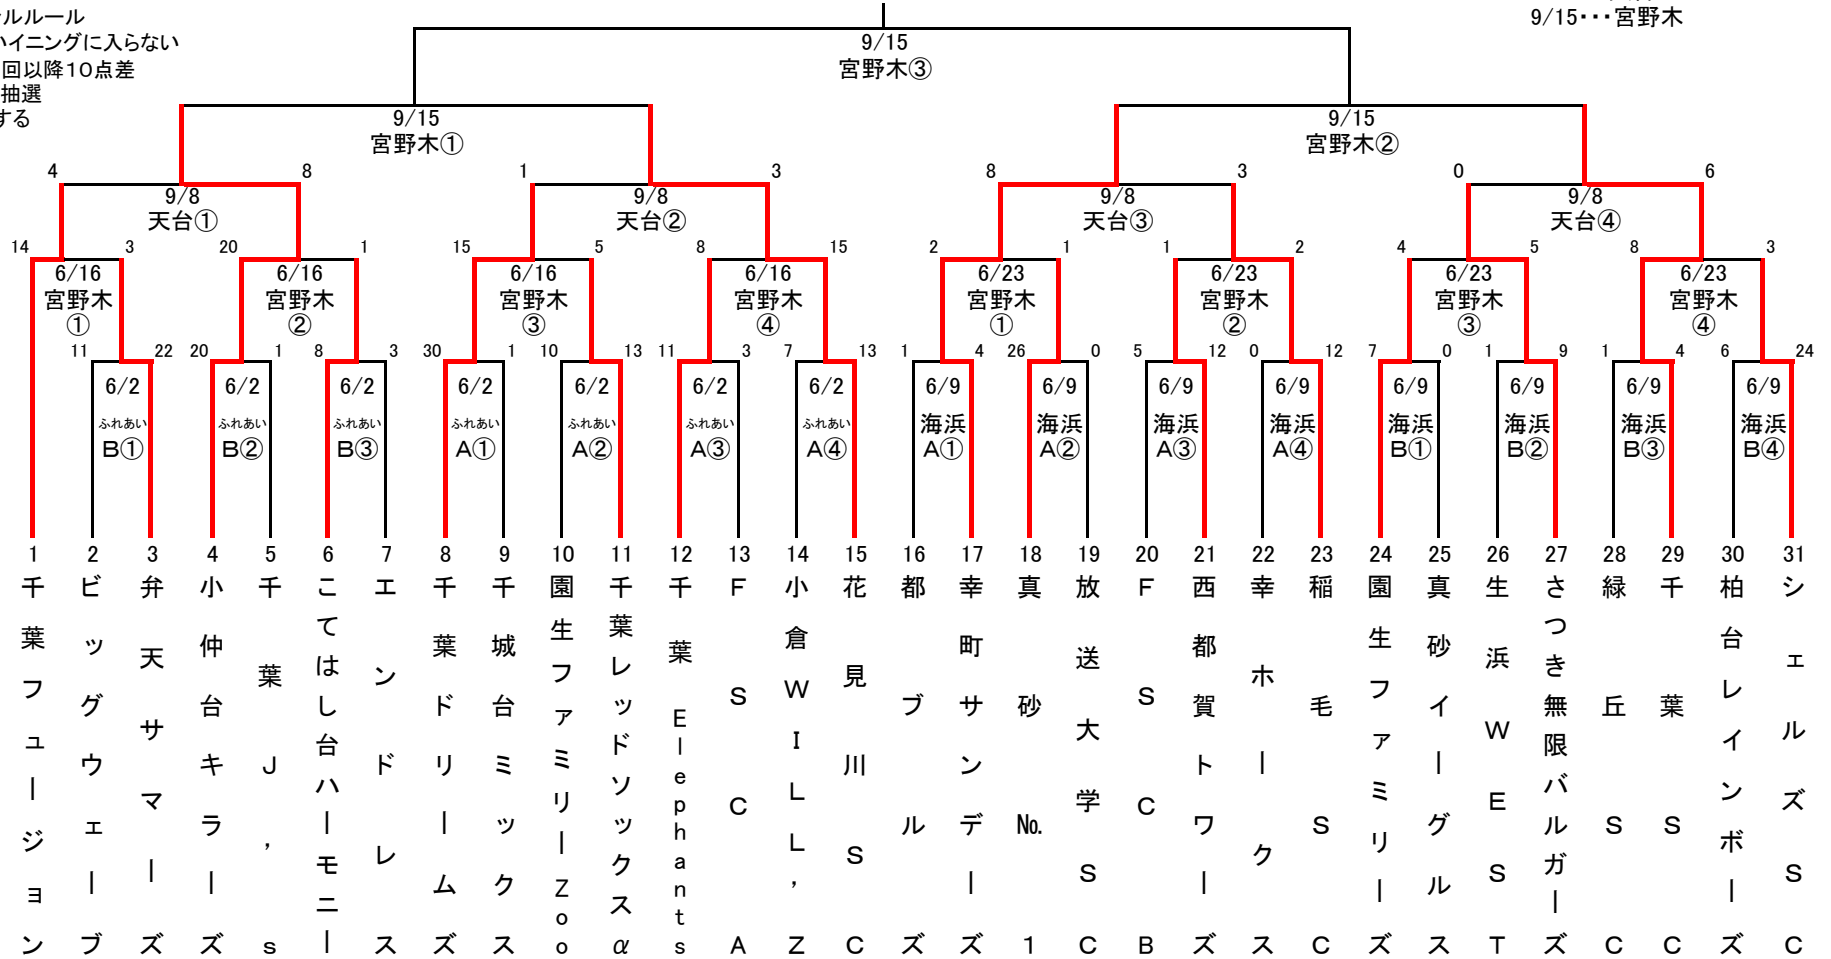 ルルール
9/15･･･宮野木
ハイニングに入らない
回以降10点差
抽選
する
9/15
宮野木③
9/15
宮野木①
9/15
宮野木②
4 8 1 3 8 3 0 6
9/8 9/8 9/8 9/8
天台① 天台② 天台③ 天台④
14 3 20 1 15 5 8 15 2 1 1 2 4 5 8 3
6/16 6/16 6/16 6/16 6/23 6/23 6/23 6/23
宮野木 宮野木 宮野木 宮野木 宮野木 宮野木 宮野木 宮野木
① ② ③ ④ ① ② ③ ④
11 22 20 1 8 3 30 1 10 13 11 3 7 13 1 4 26 0 5 12 0 12 7 0 1 9 1 4 6 24
6/2 6/2 6/2 6/2 6/2 6/2 6/2 6/9 6/9 6/9 6/9 6/9 6/9 6/9 6/9
ふれあい ふれあい ふれあい ふれあい ふれあい ふれあい ふれあい 海浜 海浜 海浜 海浜 海浜 海浜 海浜 海浜
B① B② B③ A① A② A③ A④ A① A② A③ A④ B① B② B③ B④
1 2 3 4 5 6 7 8 9 10 11 12 13 14 15 16 17 18 19 20 21 22 23 24 25 26 27 28 29 30 31
千葉フュージョン
ビッグウェーブ
弁天サマーズ
小仲台キラーズ
千葉J's
こてはし台ハーモニー
エンドレス
千葉ドリームズ
千城台ミックス
園生ファミリーZoo
千葉レッドソックスα
千葉Elephants
FSCA
小倉WILL'Z
花見川SC
都ブルズ
幸町サンデーズ
真砂№1
放送大学SC
FSCB
西都賀トワーズ
幸ホークス
稲毛SC
園生ファミリーズ
真砂イーグルス
生浜WEST
さつき無限バルガーズ
緑丘SC
千葉SC
柏台レインボーズ
シェルズSC